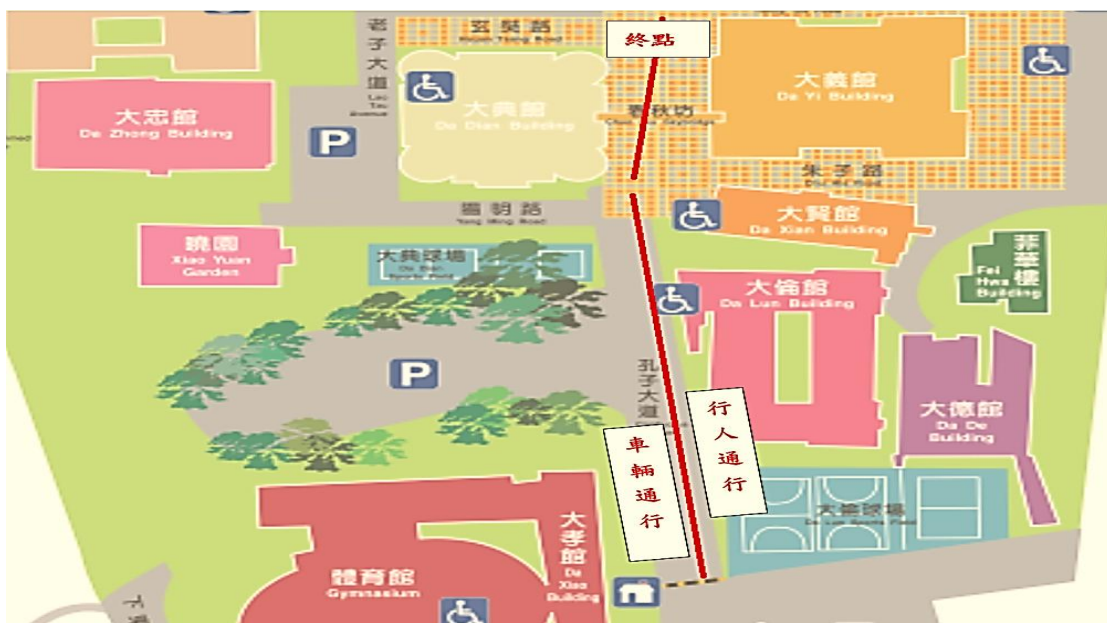 玄奘路
老子大道
Lao
Tzu
Avenue
終點
大義館
Da Yi Building
大忠館
Da Zhong Building
大典館
Da Dian Building
春秋坊
P
朱子路
陽明路
Yang Ming Road
大賢館
Da Xian Building
曉園
Xiao Yuan
Garden
大典球場
Da Dian
Sports Field
菲華樓
Fei
Hwa
Building
大倫館
Da Lun Building
P
孔子大道
行人通行
車輛通行
大德館
Da De
Building
大倫球場
Da Lun Sports Field
大孝館
Da
Xiao
Building
體育館
Gymnasium